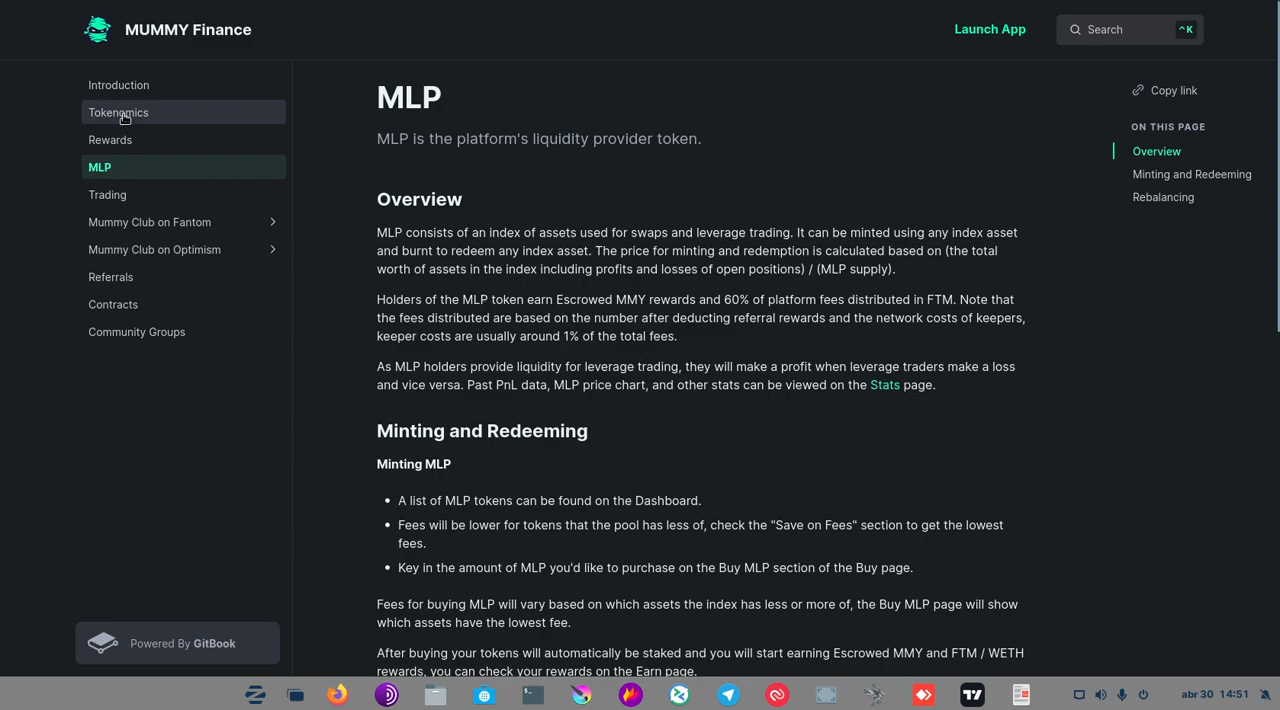 MUMMY Finance
Launch App
Search
^K
Introduction
Tokenomics
Rewards
MLP
Trading
Mummy Club on Fantom
Mummy Club on Optimism
Referrals
Contracts
Community Groups
Powered By GitBook
MLP
MLP is the platform's liquidity provider token.
Overview
MLP consists of an index of assets used for swaps and leverage trading. It can be minted using any index asset
and burnt to redeem any index asset. The price for minting and redemption is calculated based on (the total
worth of assets in the index including profits and losses of open positions) / (MLP supply).
Holders of the MLP token earn Escrowed MMY rewards and 60% of platform fees distributed in FTM. Note that
the fees distributed are based on the number after deducting referral rewards and the network costs of keepers,
keeper costs are usually around 1% of the total fees.
As MLP holders provide liquidity for leverage trading, they will make a profit when leverage traders make a loss
and vice versa. Past PnL data, MLP price chart, and other stats can be viewed on the Stats page.
Minting and Redeeming
Minting MLP
• A list of MLP tokens can be found on the Dashboard.
• Fees will be lower for tokens that the pool has less of, check the "Save on Fees" section to get the lowest
fees.
• Key in the amount of MLP you'd like to purchase on the Buy MLP section of the Buy page.
Fees for buying MLP will vary based on which assets the index has less or more of, the Buy MLP page will show
which assets have the lowest fee.
After buying your tokens will automatically be staked and you will start earning Escrowed MMY and FTM / WETH
rewards, you can check your rewards on the Earn page.
Copy link
ON THIS PAGE
Overview
Minting and Redeeming
Rebalancing
abr 30 14:51